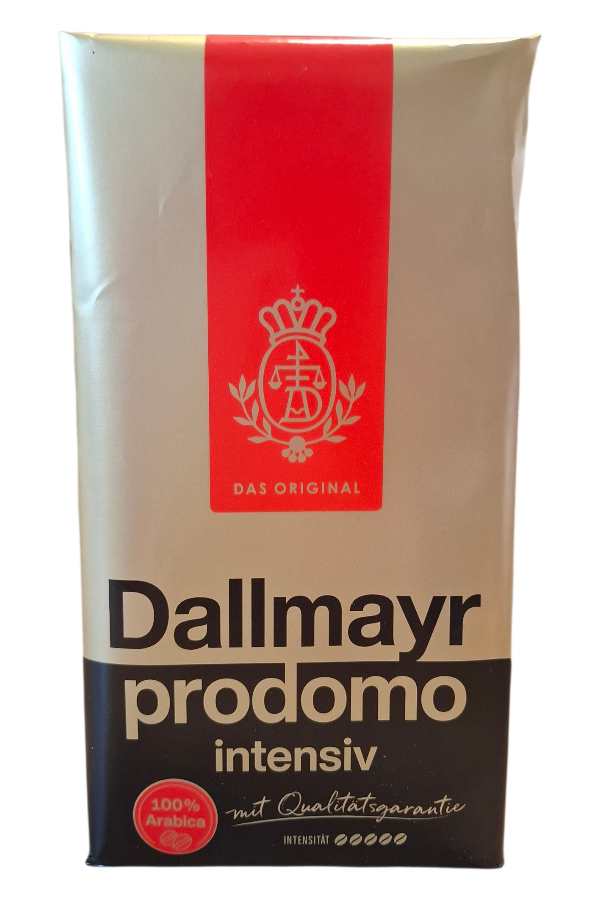 DAS ORIGINAL
Dallmayr
prodomo
intensiv
100%
Arabica
mit Qualitätsgarantie
INTENSITÄT